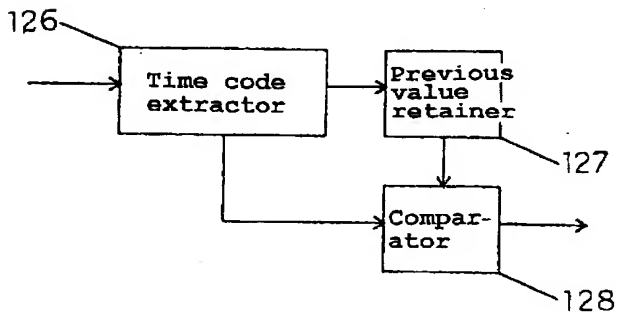 126
Time code
extractor
Previous
value
retainer
127
Compar-
ator
128